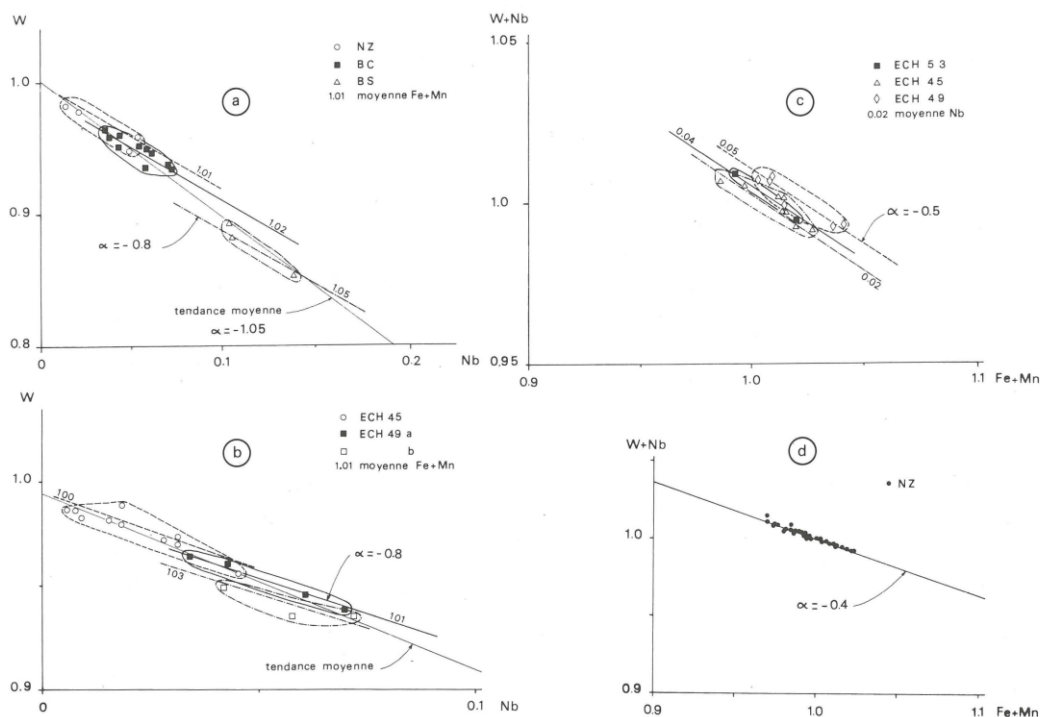 W
NZ
BC
BS
1.01 moyenne Fe+Mn
a
1.0
0.9
0.8
1.01
1.02
1.05
α = -0.8
tendance moyenne
α = -1.05
0
0.1
0.2
Nb
W+Nb
1.05
ECH 53
ECH 45
ECH 49
0.02 moyenne Nb
c
0.04
0.05
1.0
α = -0.5
0.02
0.95
0.9
1.0
1.1
Fe+Mn
W
ECH 45
ECH 49 a
b
1.01 moyenne Fe+Mn
b
1.0
100
α = -0.8
103
101
tendance moyenne
0.9
0
0.1
Nb
W+Nb
d
NZ
1.0
α = -0.4
0.9
0.9
1.0
1.1
Fe+Mn